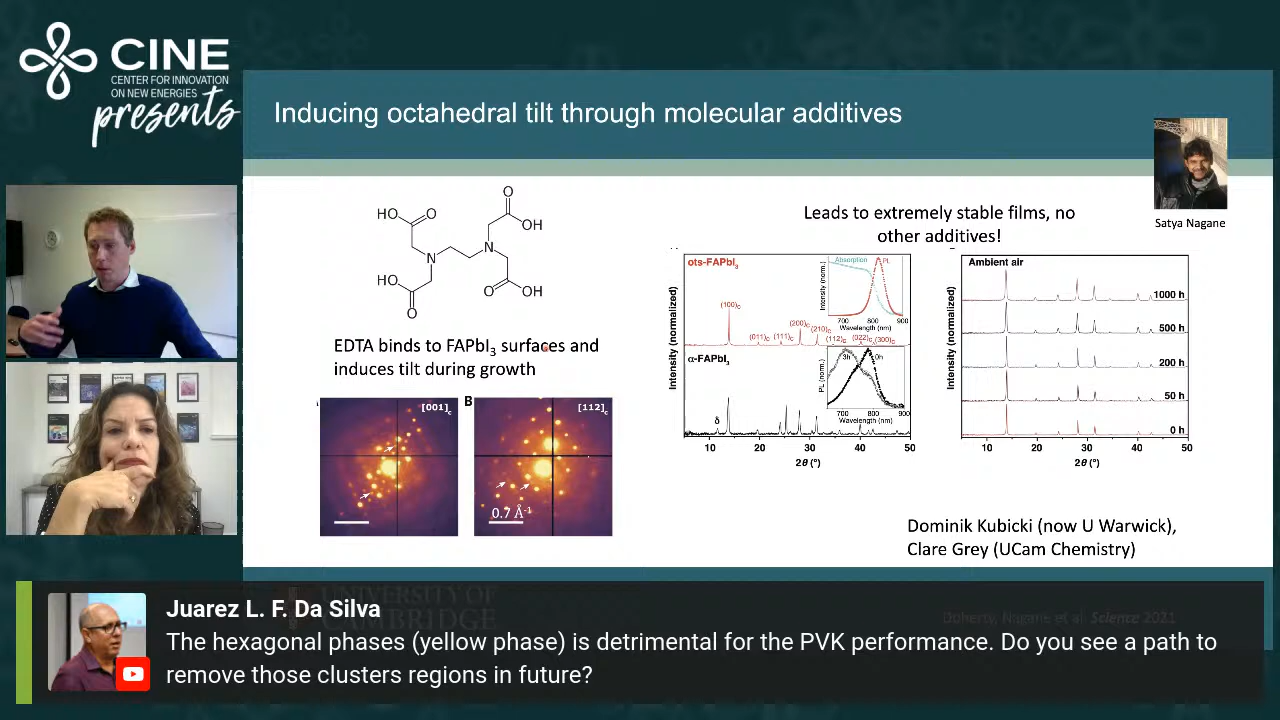 CINE
CENTER FOR INNOVATION
ON NEW ENERGIES
presents
Inducing octahedral tilt through molecular additives
Satya Nagane
HO
O
O
OH
N
N
HO
O
O
OH
EDTA binds to FAPbI3 surfaces and
induces tilt during growth
[001]c
B
[112]c
0.7 Å-1
Leads to extremely stable films, no
other additives!
ots-FAPbI3
Absorption
PL
Intensity (norm.)
700 800 900
Wavelength (nm)
(100)c
(011)c
(111)c
(200)c
(210)c
(112)c
(022)c
(300)c
α-FAPbI3
3h
0h
PL (norm.)
700 800 900
Wavelength (nm)
δ
Intensity (normalized)
10 20 30 40 50
2θ (°)
Ambient air
1000 h
500 h
200 h
50 h
0 h
Intensity (normalized)
10 20 30 40 50
2θ (°)
Dominik Kubicki (now U Warwick),
Clare Grey (UCam Chemistry)
UNIVERSITY OF
CAMBRIDGE
Doherty, Nagane et al Science 2021
Juarez L. F. Da Silva
The hexagonal phases (yellow phase) is detrimental for the PVK performance. Do you see a path to
remove those clusters regions in future?